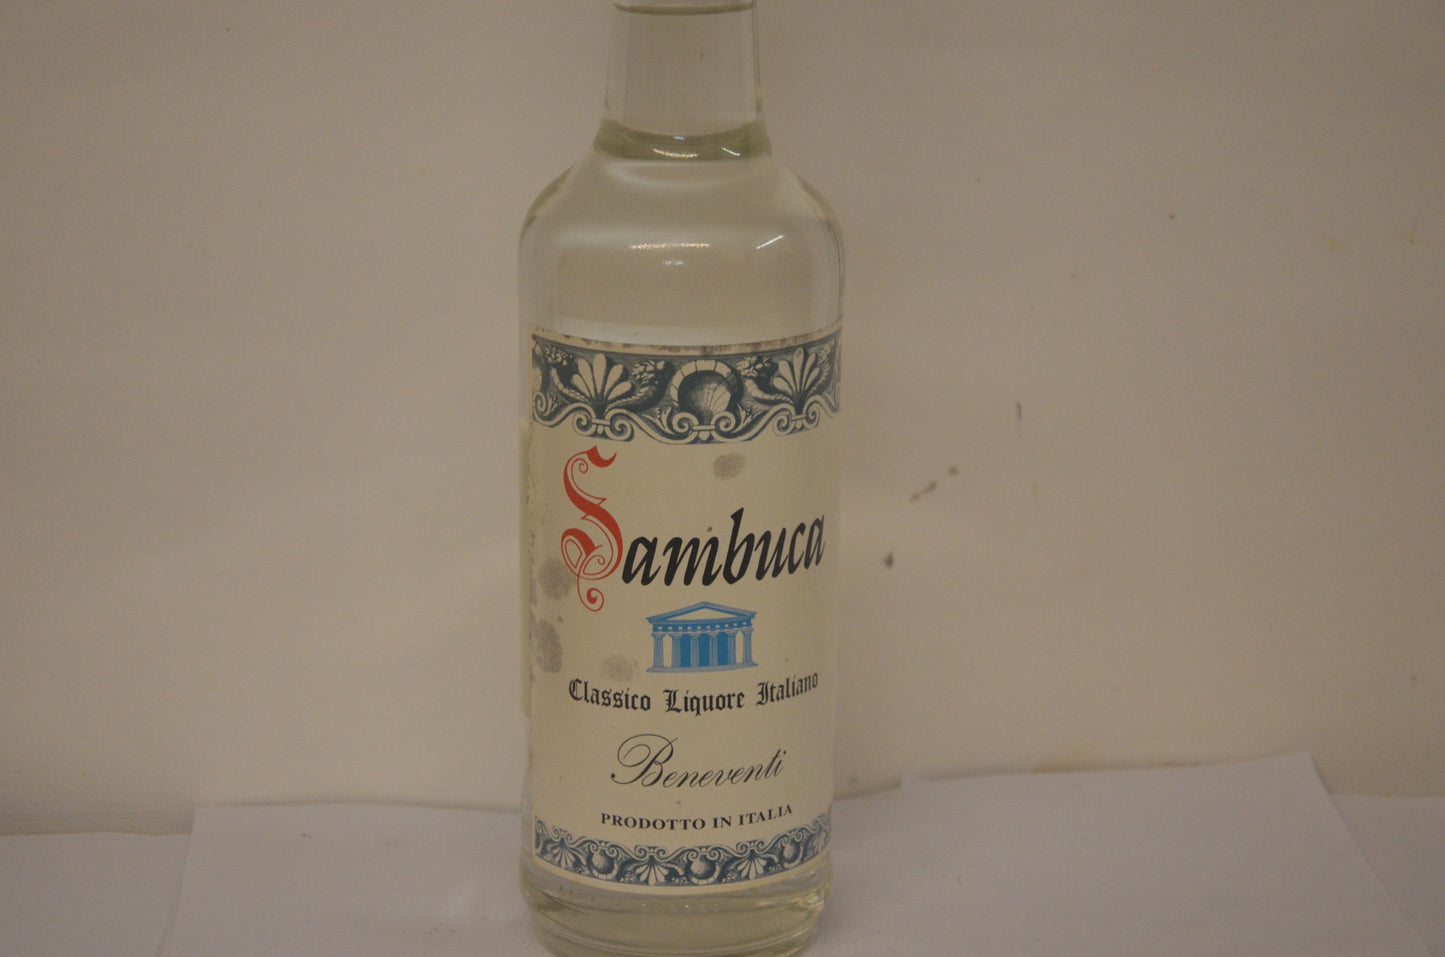 Sambuca
Classico Liquore Italiano
Beneventi
PRODOTTO IN ITALIA